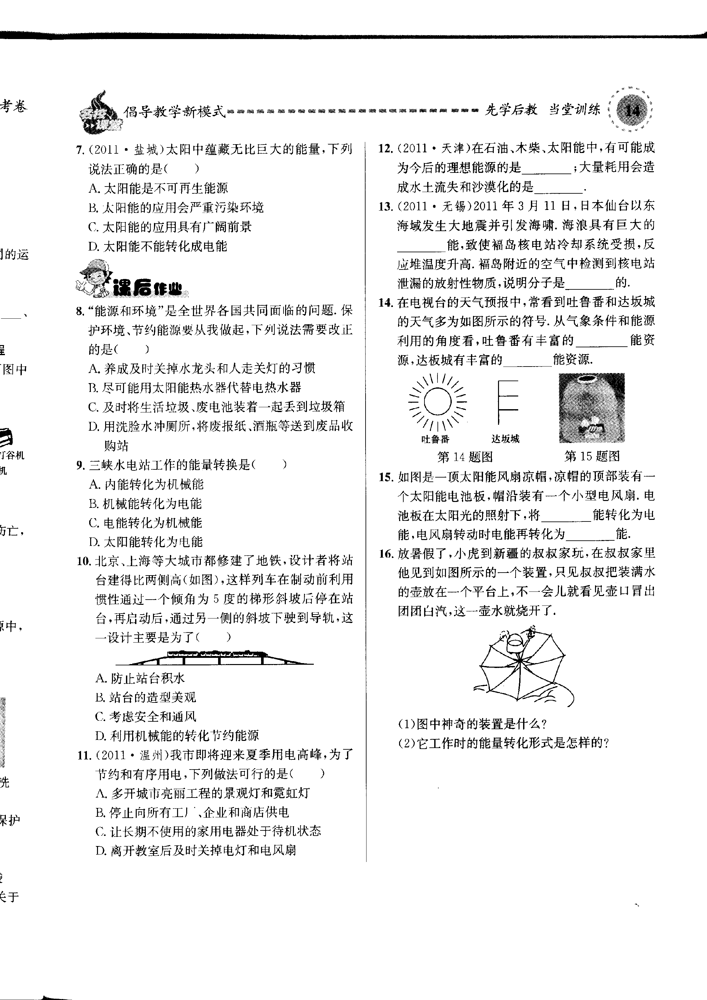 考卷
倡导教学新模式
先学后教 当堂训练
14
7. (2011·盐城)太阳中蕴藏无比巨大的能量,下列
说法正确的是( )
A. 太阳能是不可再生能源
B. 太阳能的应用会严重污染环境
C. 太阳能的应用具有广阔前景
D. 太阳能不能转化成电能
课后作业
8. “能源和环境”是全世界各国共同面临的问题. 保
护环境、节约能源要从我做起,下列说法需要改正
的是( )
A. 养成及时关掉水龙头和人走关灯的习惯
B. 尽可能用太阳能热水器代替电热水器
C. 及时将生活垃圾、废电池装着一起丢到垃圾箱
D. 用洗脸水冲厕所,将废报纸、酒瓶等送到废品收
购站
9. 三峡水电站工作的能量转换是( )
A. 内能转化为机械能
B. 机械能转化为电能
C. 电能转化为机械能
D. 太阳能转化为电能
10. 北京、上海等大城市都修建了地铁,设计者将站
台建得比两侧高(如图),这样列车在制动前利用
惯性通过一个倾角为 5 度的梯形斜坡后停在站
台,再启动后,通过另一侧的斜坡下驶到导轨,这
一设计主要是为了( )
A. 防止站台积水
B. 站台的造型美观
C. 考虑安全和通风
D. 利用机械能的转化节约能源
11. (2011·温州)我市即将迎来夏季用电高峰,为了
节约和有序用电,下列做法可行的是( )
A. 多开城市亮丽工程的景观灯和霓虹灯
B. 停止向所有工厂、企业和商店供电
C. 让长期不使用的家用电器处于待机状态
D. 离开教室后及时关掉电灯和电风扇
12. (2011·天津)在石油、木柴、太阳能中,有可能成
为今后的理想能源的是________;大量耗用会造
成水土流失和沙漠化的是________.
13. (2011·无锡)2011 年 3 月 11 日,日本仙台以东
海域发生大地震并引发海啸. 海浪具有巨大的
________能,致使福岛核电站冷却系统受损,反
应堆温度升高. 福岛附近的空气中检测到核电站
泄漏的放射性物质,说明分子是________的.
14. 在电视台的天气预报中,常看到吐鲁番和达坂城
的天气多为如图所示的符号. 从气象条件和能源
利用的角度看,吐鲁番有丰富的________能资
源,达板城有丰富的________能资源.
吐鲁番 达坂城
第 14 题图 第 15 题图
15. 如图是一顶太阳能风扇凉帽,凉帽的顶部装有一
个太阳能电池板,帽沿装有一个小型电风扇. 电
池板在太阳光的照射下,将________能转化为电
能,电风扇转动时电能再转化为________能.
16. 放暑假了,小虎到新疆的叔叔家玩,在叔叔家里
他见到如图所示的一个装置,只见叔叔把装满水
的壶放在一个平台上,不一会儿就看见壶口冒出
团团白汽,这一壶水就烧开了.
(1)图中神奇的装置是什么?
(2)它工作时的能量转化形式是怎样的?
的运
图中
打谷机
机
伤亡,
源中,
洗
保护
关于